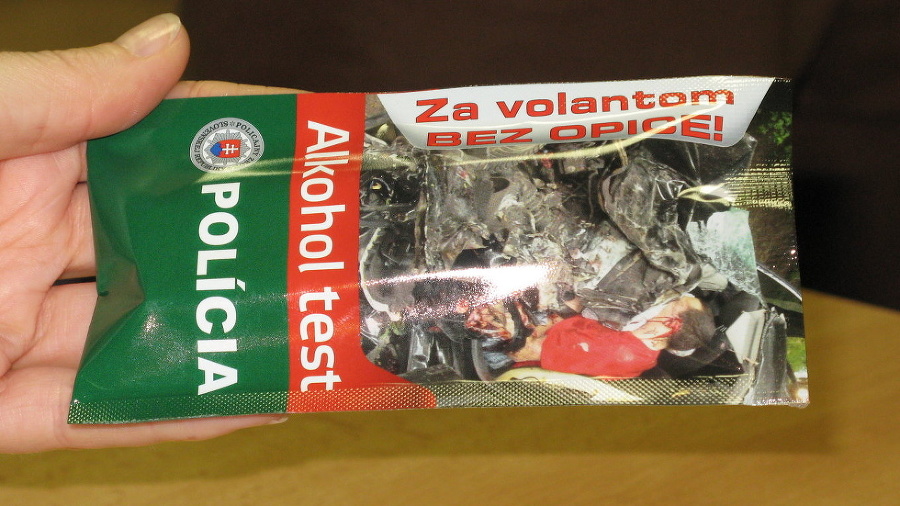 Za volantom
BEZ OPICE!
Alkohol test
POLÍCIA